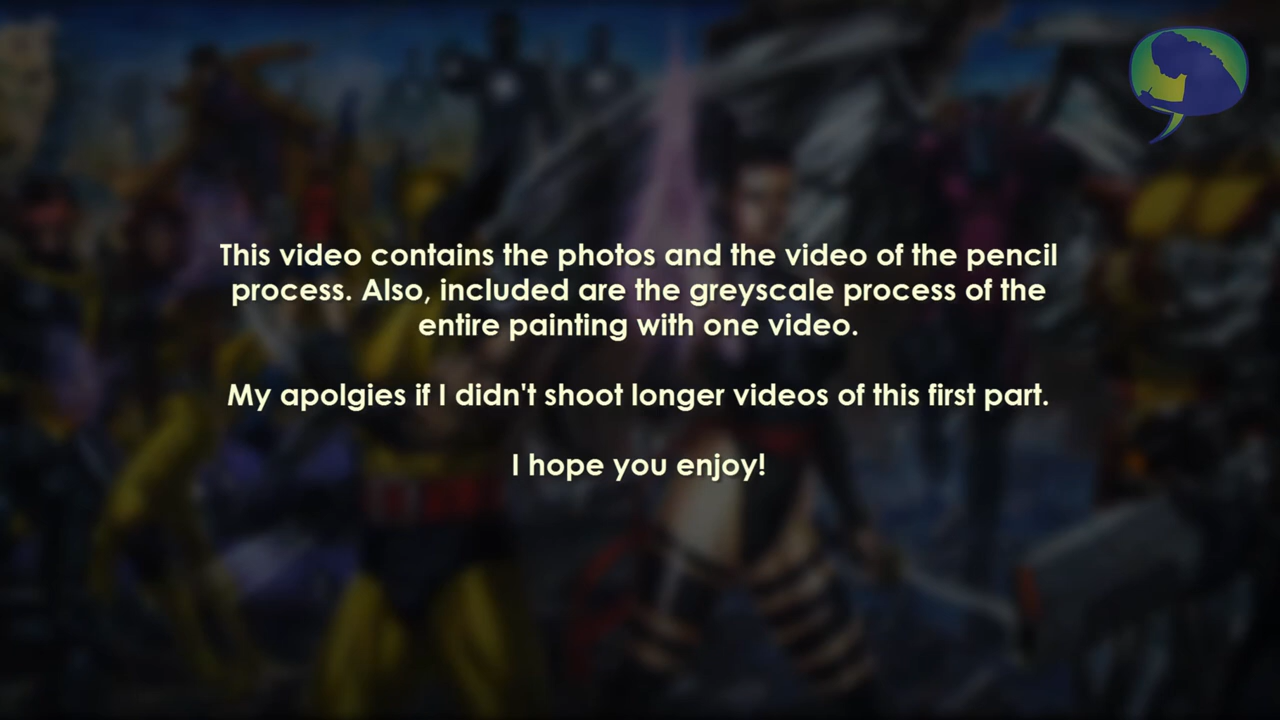 This video contains the photos and the video of the pencil
process. Also, included are the greyscale process of the
entire painting with one video.
My apolgies if I didn't shoot longer videos of this first part.
I hope you enjoy!